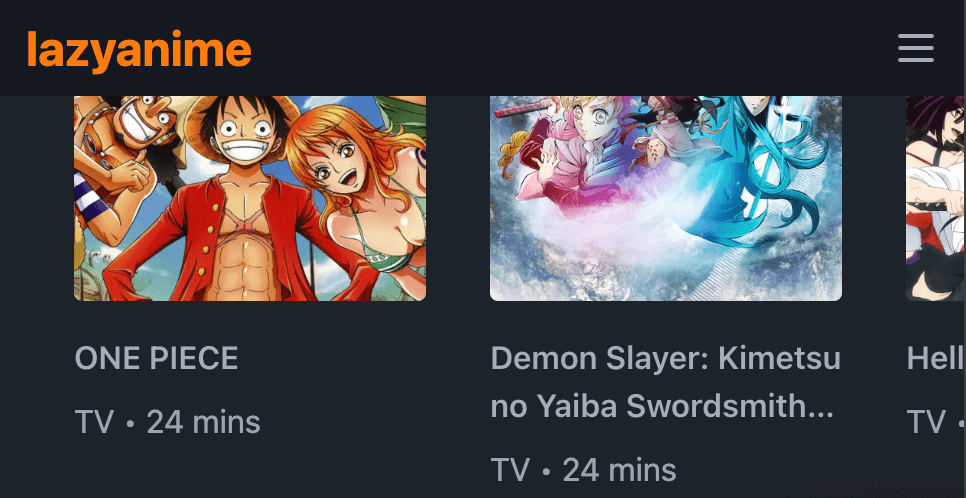 lazyanime
ONE PIECE
TV • 24 mins
Demon Slayer: Kimetsu
no Yaiba Swordsmith...
TV • 24 mins
Hell
TV •